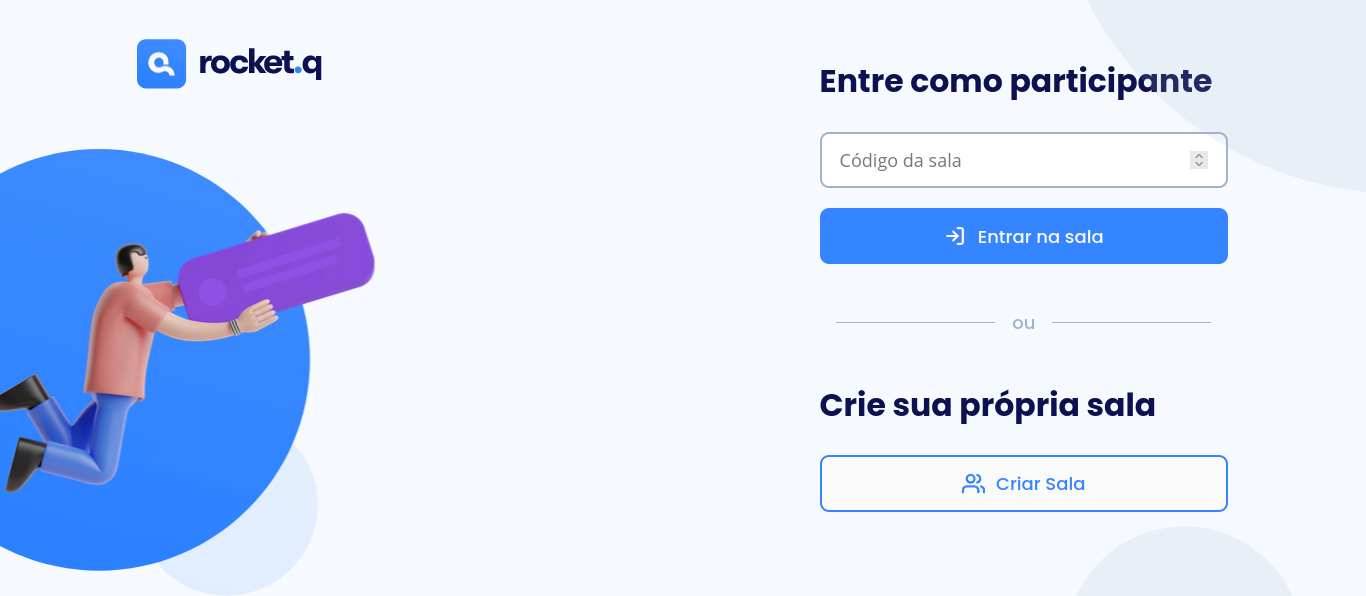 rocket.q
Entre como participante
Código da sala
Entrar na sala
ou
Crie sua própria sala
Criar Sala